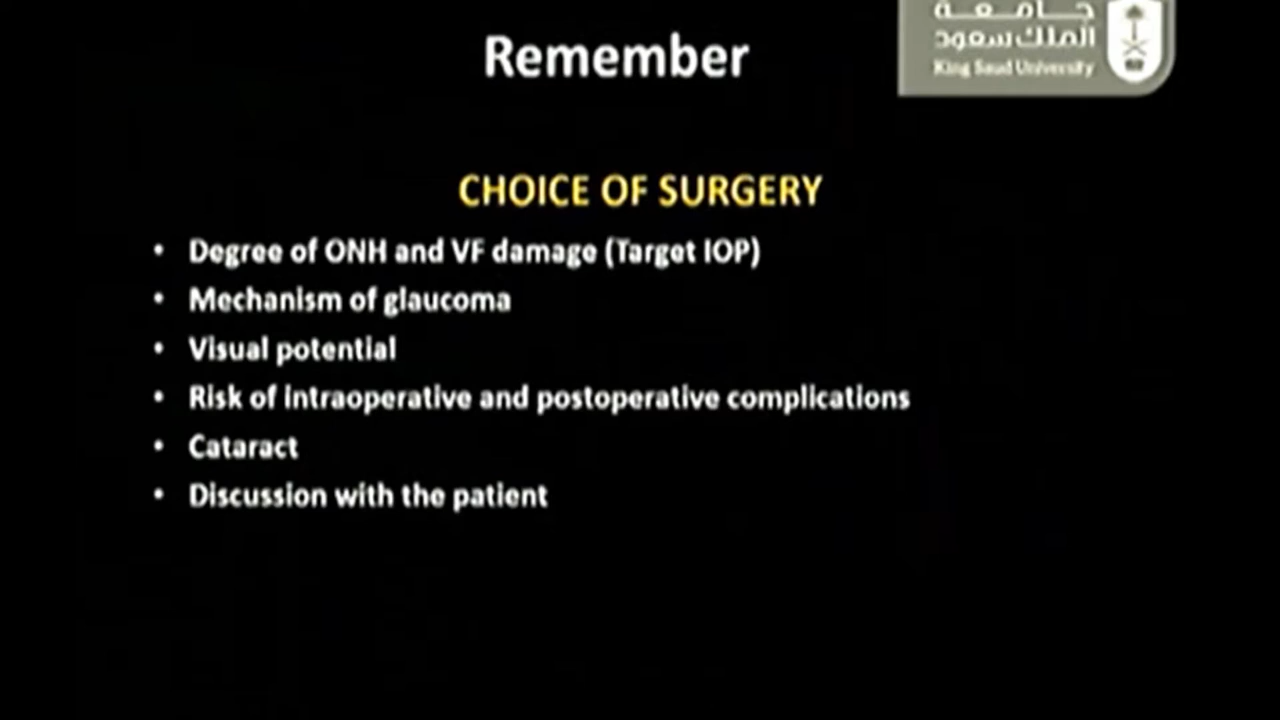 Remember
جامعة
الملك سعود
King Saud University
CHOICE OF SURGERY
• Degree of ONH and VF damage (Target IOP)
• Mechanism of glaucoma
• Visual potential
• Risk of intraoperative and postoperative complications
• Cataract
• Discussion with the patient